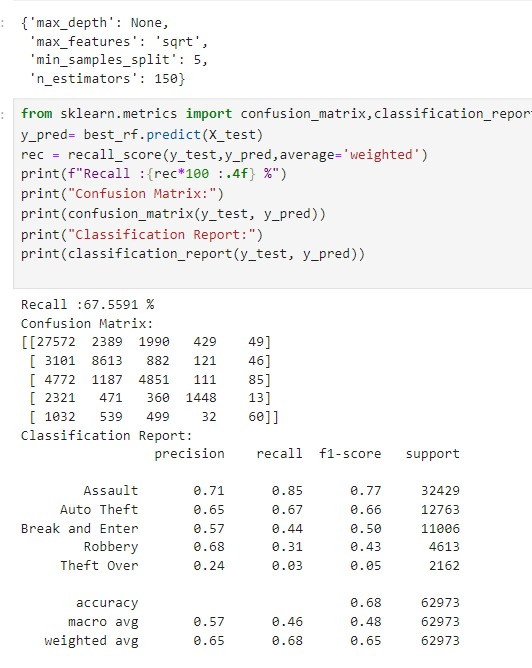 {'max_depth': None,
'max_features': 'sqrt',
'min_samples_split': 5,
'n_estimators': 150}
from sklearn.metrics import confusion_matrix,classification_repor
y_pred= best_rf.predict(X_test)
rec = recall_score(y_test,y_pred,average='weighted')
print(f"Recall :{rec*100 :.4f} %")
print("Confusion Matrix:")
print(confusion_matrix(y_test, y_pred))
print("Classification Report:")
print(classification_report(y_test, y_pred))
Recall :67.5591 %
Confusion Matrix:
[[27572 2389 1990 429 49]
[ 3101 8613 882 121 46]
[ 4772 1187 4851 111 85]
[ 2321 471 360 1448 13]
[ 1032 539 499 32 60]]
Classification Report:
precision recall f1-score support
Assault 0.71 0.85 0.77 32429
Auto Theft 0.65 0.67 0.66 12763
Break and Enter 0.57 0.44 0.50 11006
Robbery 0.68 0.31 0.43 4613
Theft Over 0.24 0.03 0.05 2162
accuracy 0.68 62973
macro avg 0.57 0.46 0.48 62973
weighted avg 0.65 0.68 0.65 62973